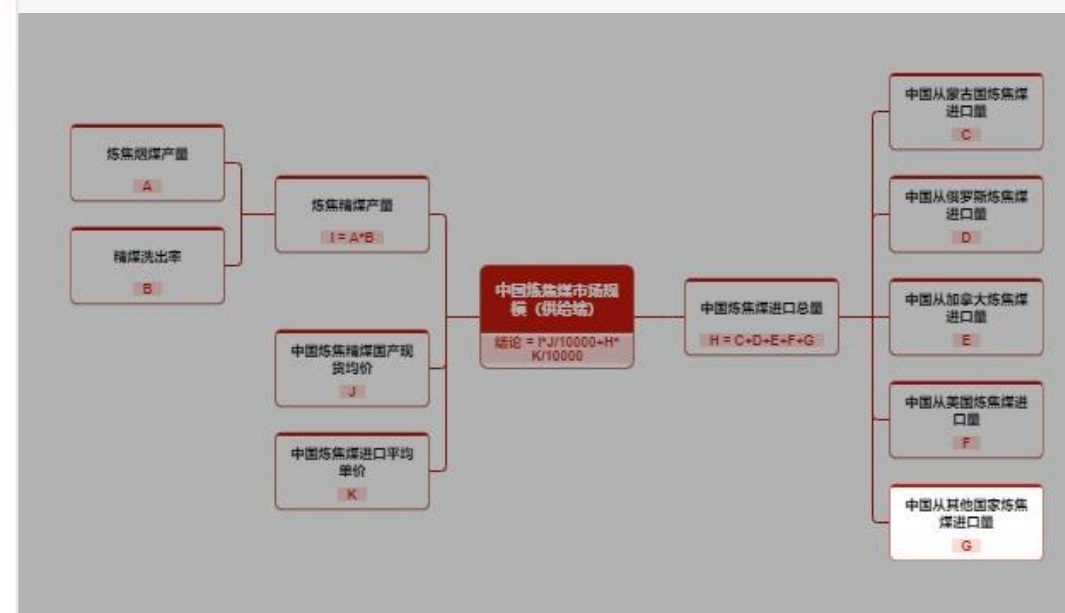 炼焦烟煤产量
A
精煤洗出率
B
炼焦精煤产量
I = A*B
中国炼焦精煤国产现
货均价
J
中国炼焦煤进口平均
单价
K
中国炼焦煤市场规
模（供给端）
结论 = I*J/10000+H*
K/10000
中国炼焦煤进口总量
H = C+D+E+F+G
中国从蒙古国炼焦煤
进口量
C
中国从俄罗斯炼焦煤
进口量
D
中国从加拿大炼焦煤
进口量
E
中国从美国炼焦煤进
口量
F
中国从其他国家炼焦
煤进口量
G